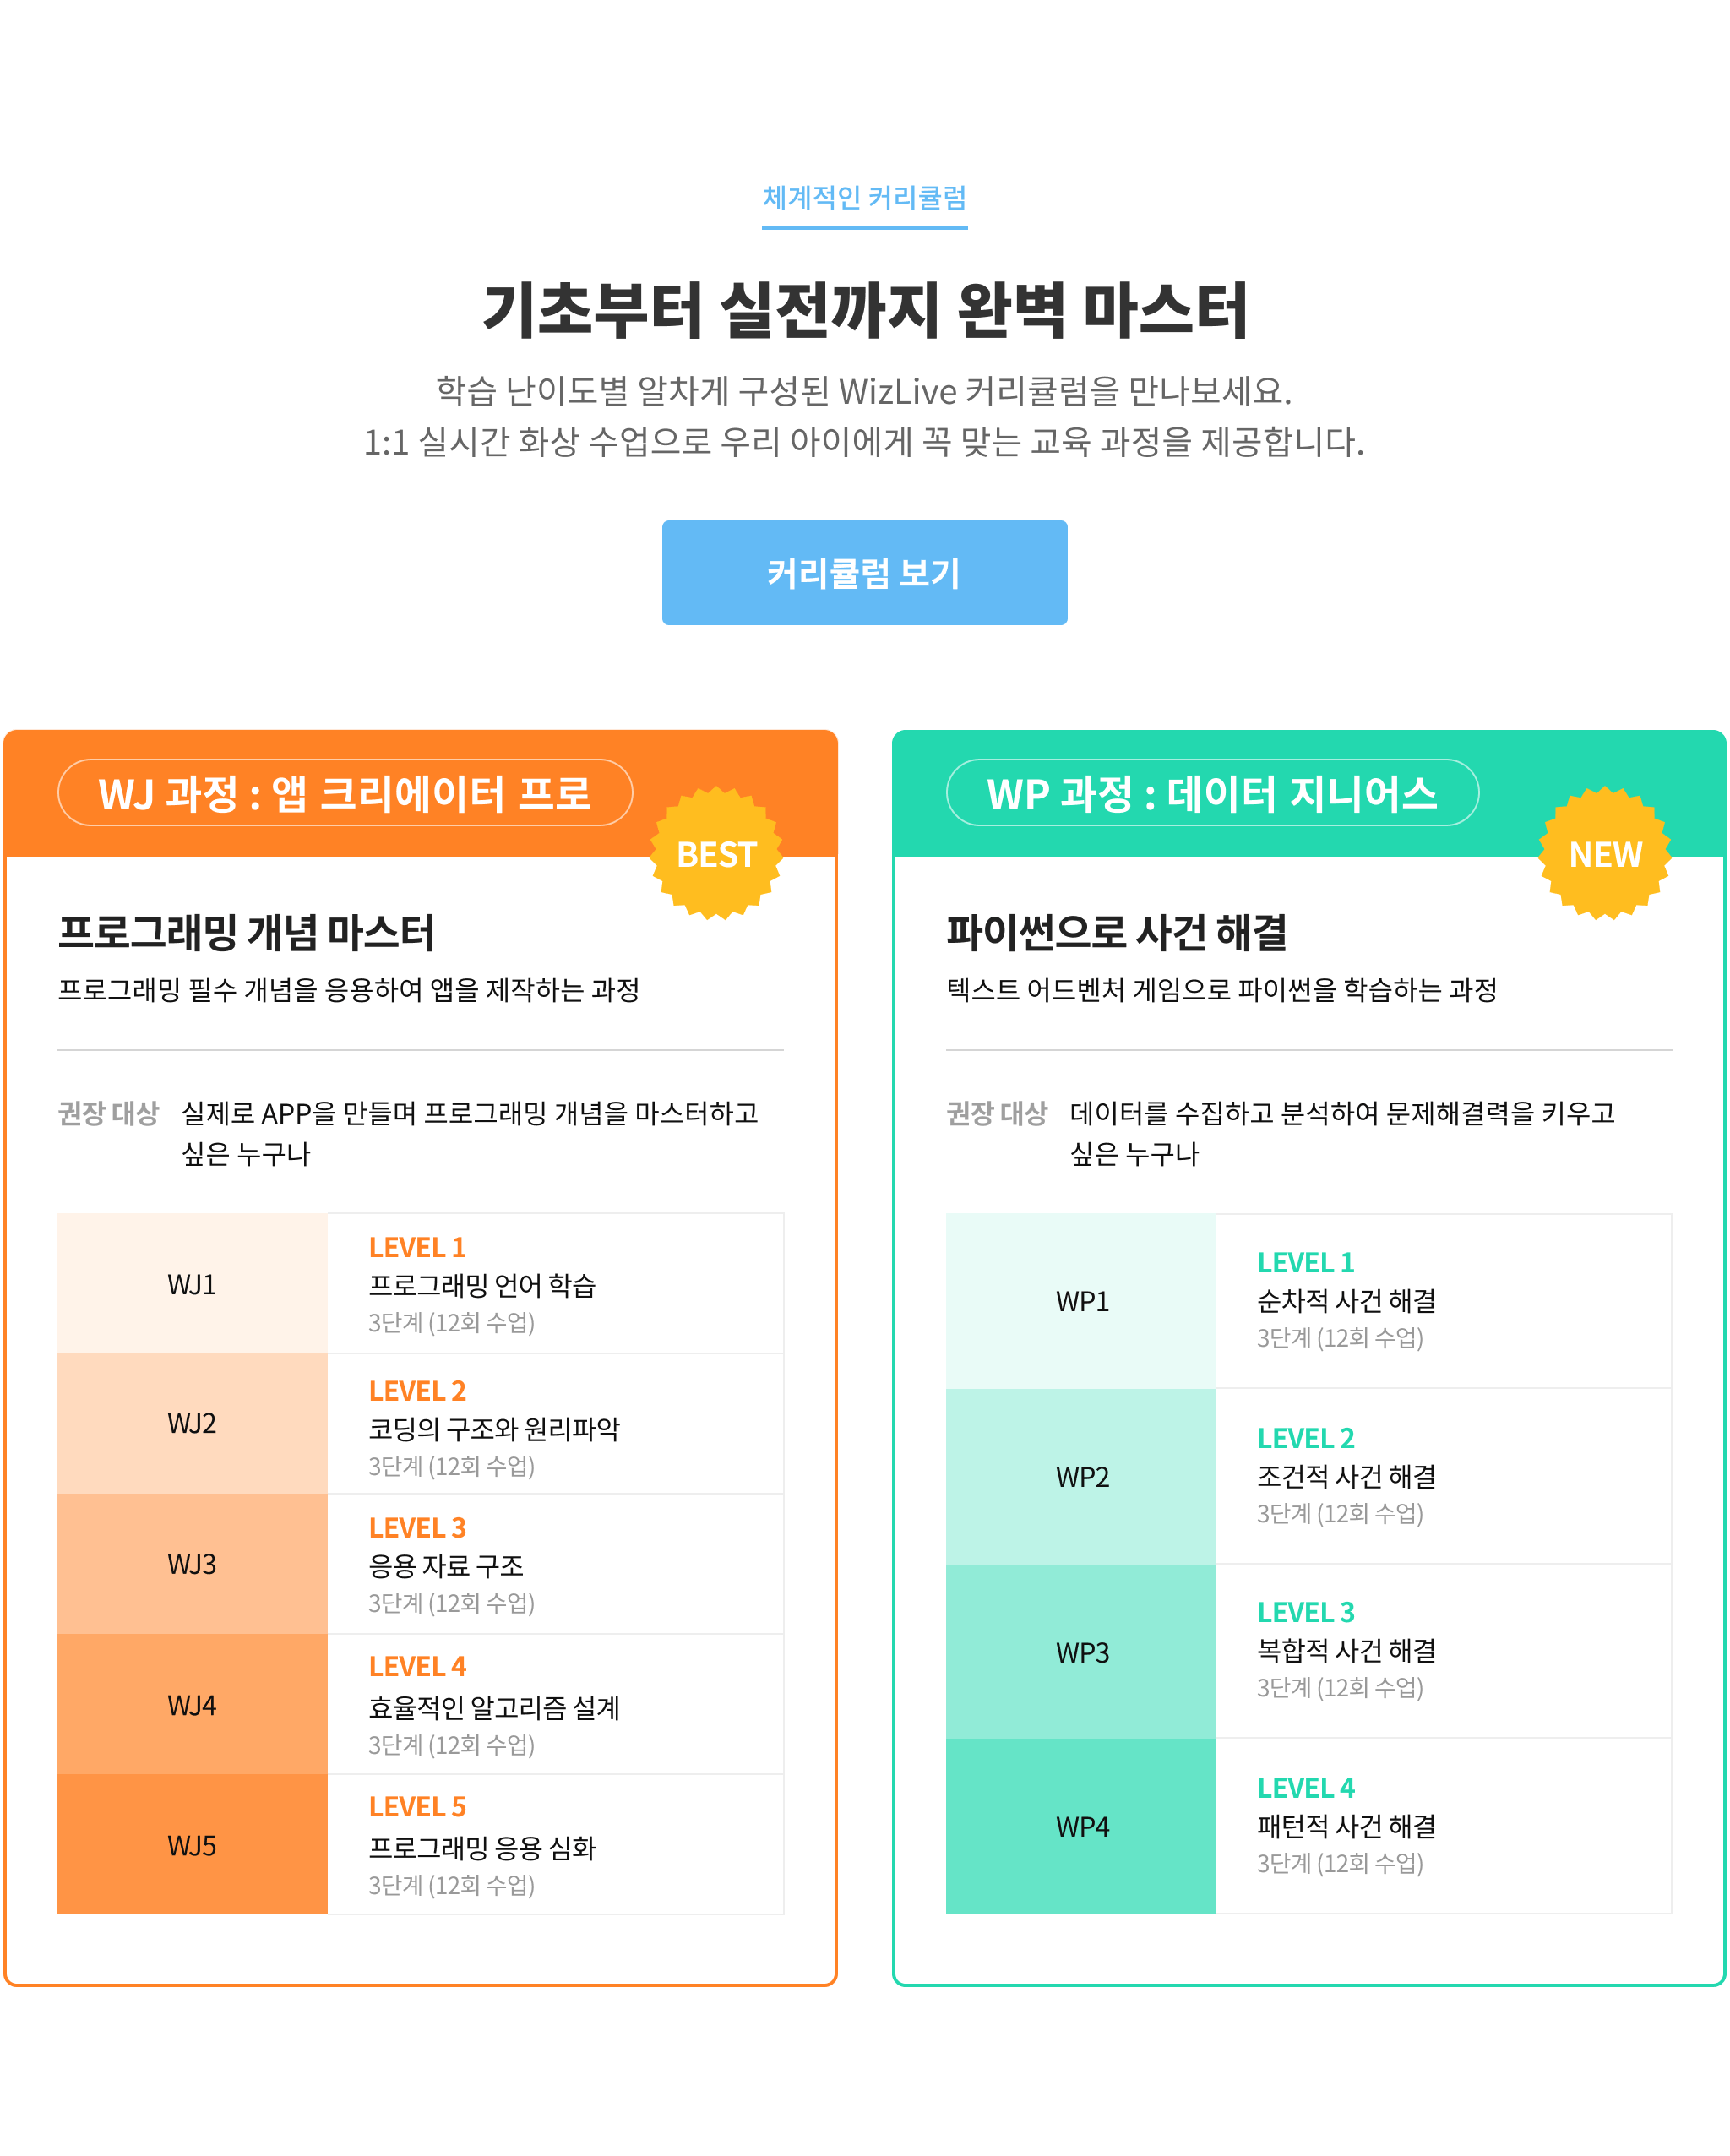 체계적인 커리큘럼
기초부터 실전까지 완벽 마스터
학습 난이도별 알차게 구성된 WizLive 커리큘럼을 만나보세요.
1:1 실시간 화상 수업으로 우리 아이에게 꼭 맞는 교육 과정을 제공합니다.
커리큘럼 보기
WJ 과정 : 앱 크리에이터 프로
BEST
프로그래밍 개념 마스터
프로그래밍 필수 개념을 응용하여 앱을 제작하는 과정
권장 대상 실제로 APP을 만들며 프로그래밍 개념을 마스터하고
싶은 누구나
WJ1
LEVEL 1
프로그래밍 언어 학습
3단계 (12회 수업)
WJ2
LEVEL 2
코딩의 구조와 원리파악
3단계 (12회 수업)
WJ3
LEVEL 3
응용 자료 구조
3단계 (12회 수업)
WJ4
LEVEL 4
효율적인 알고리즘 설계
3단계 (12회 수업)
WJ5
LEVEL 5
프로그래밍 응용 심화
3단계 (12회 수업)
WP 과정 : 데이터 지니어스
NEW
파이썬으로 사건 해결
텍스트 어드벤처 게임으로 파이썬을 학습하는 과정
권장 대상 데이터를 수집하고 분석하여 문제해결력을 키우고
싶은 누구나
WP1
LEVEL 1
순차적 사건 해결
3단계 (12회 수업)
WP2
LEVEL 2
조건적 사건 해결
3단계 (12회 수업)
WP3
LEVEL 3
복합적 사건 해결
3단계 (12회 수업)
WP4
LEVEL 4
패턴적 사건 해결
3단계 (12회 수업)